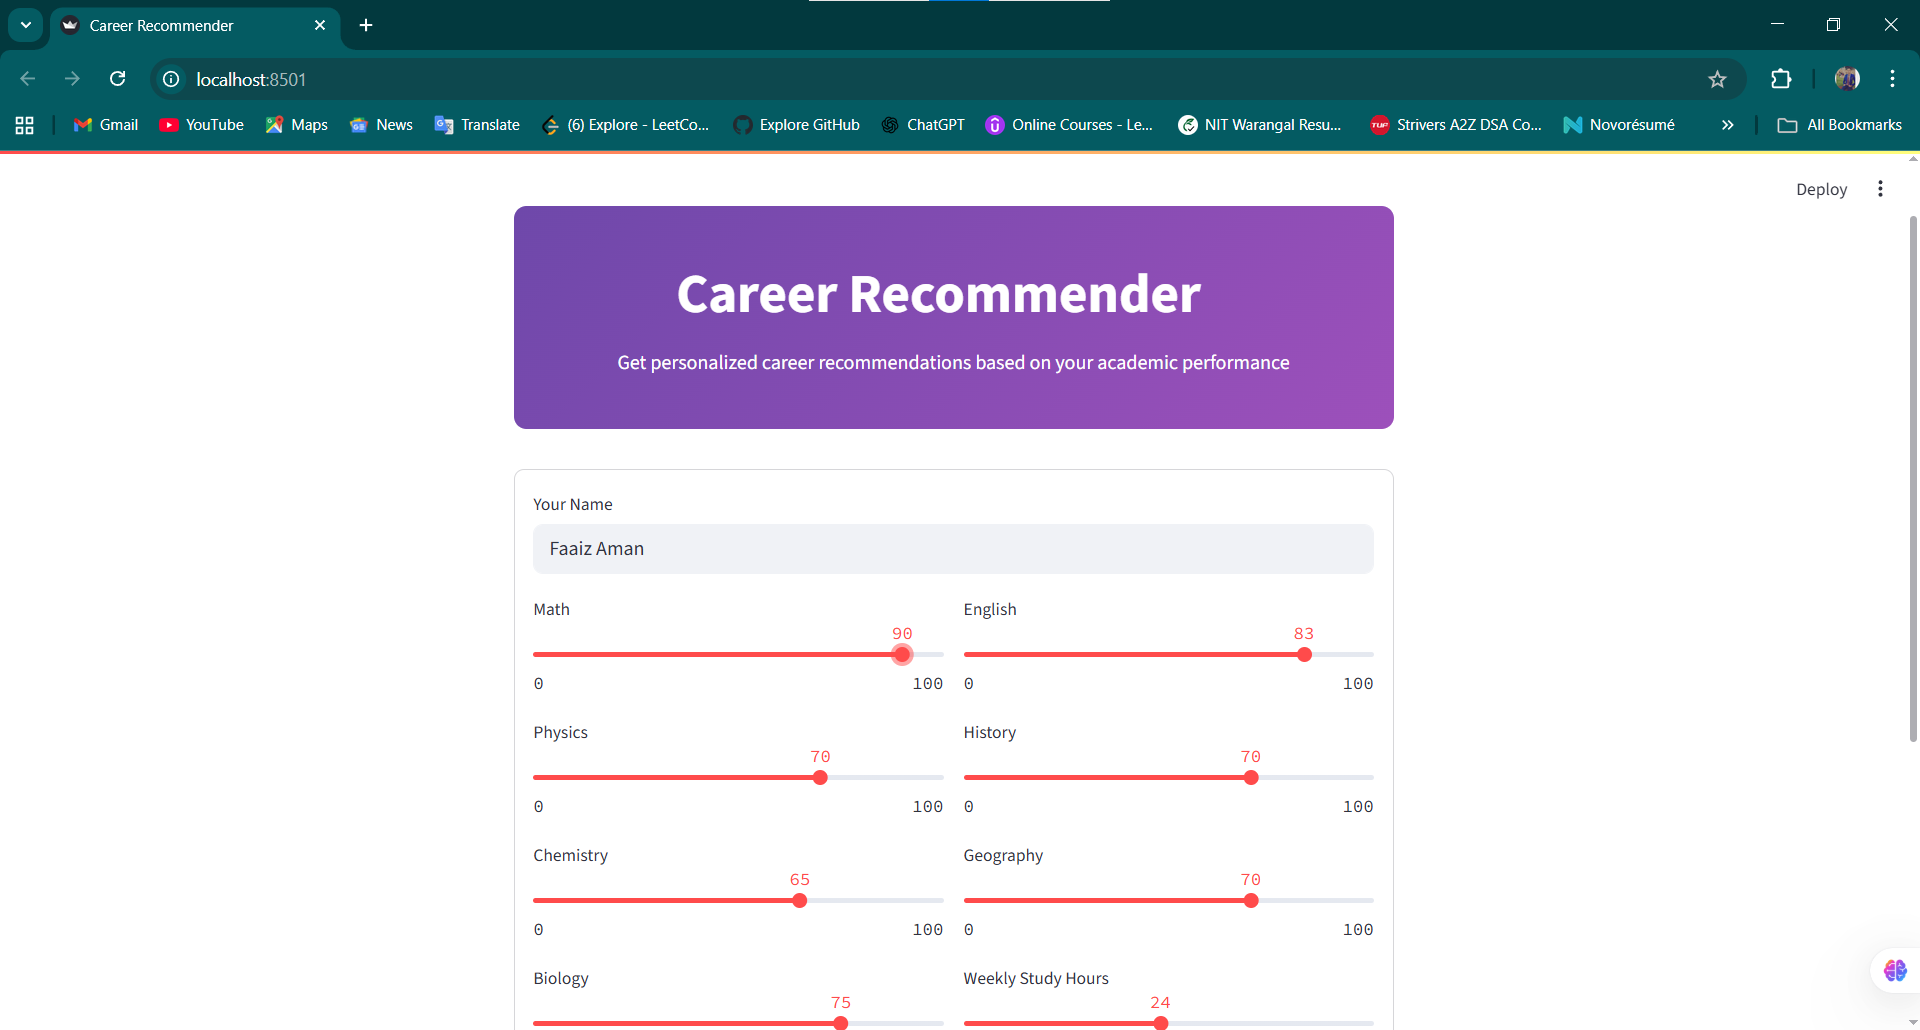 Career Recommender
localhost:8501
Gmail YouTube Maps News Translate (6) Explore - LeetCo... Explore GitHub ChatGPT Online Courses - Le... NIT Warangal Resu... TUF Strivers A2Z DSA Co... Novorésumé All Bookmarks
Deploy
Career Recommender
Get personalized career recommendations based on your academic performance
Your Name
Faaiz Aman
Math English
90 83
0 100 0 100
Physics History
70 70
0 100 0 100
Chemistry Geography
65 70
0 100 0 100
Biology Weekly Study Hours
75 24